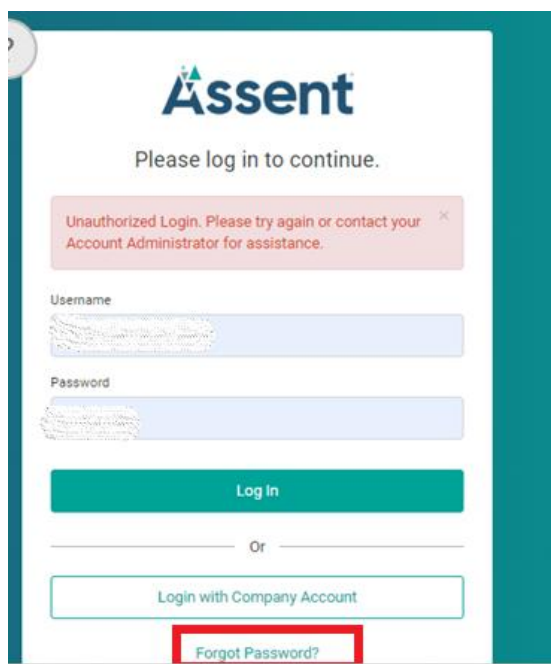 Assent
Please log in to continue.
Unauthorized Login. Please try again or contact your ×
Account Administrator for assistance.
Username
Password
Log In
Or
Login with Company Account
Forgot Password?